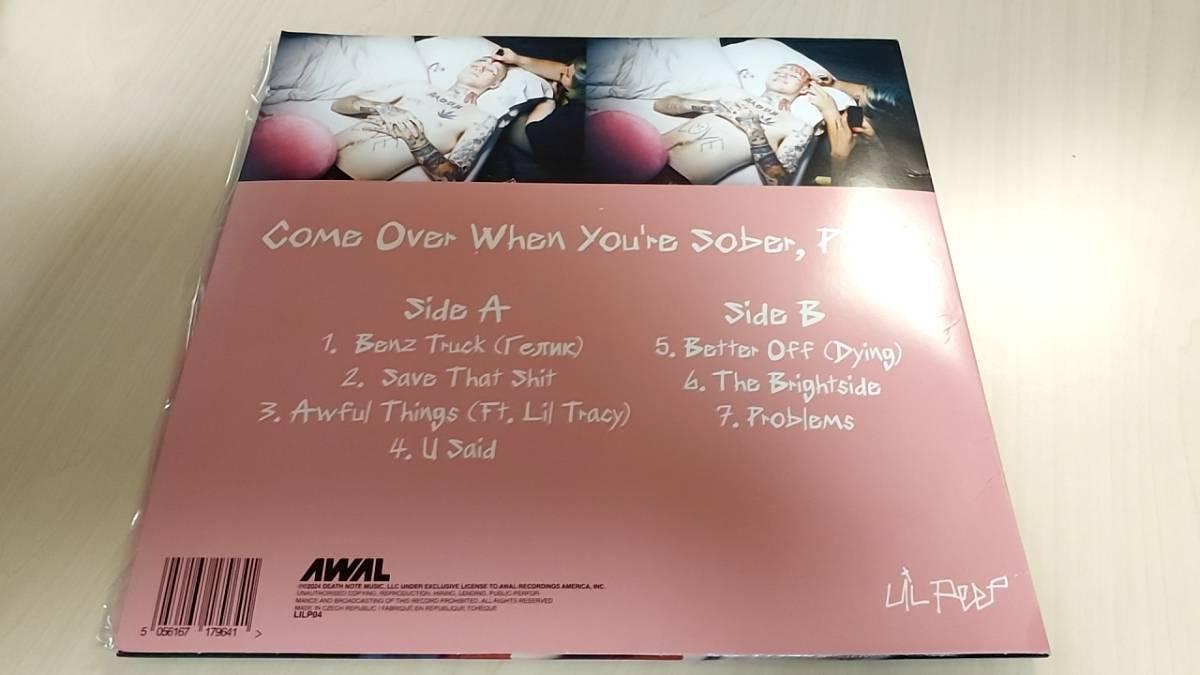 Come Over When You're Sober, P
Side A
1. Benz Truck (Гелик)
2. Save That Shit
3. Awful Things (Ft. Lil Tracy)
4. U Said
Side B
5. Better Off (Dying)
6. The Brightside
7. Problems
AWAL
℗©2024 DEATH NOTE MUSIC, LLC UNDER EXCLUSIVE LICENSE TO AWAL RECORDINGS AMERICA, INC.
UNAUTHORISED COPYING, REPRODUCTION, HIRING, LENDING, PUBLIC PERFOR-
MANCE AND BROADCASTING OF THIS RECORD PROHIBITED. ALL RIGHTS RESERVED
MADE IN CZECH REPUBLIC / FABRIQUÉ EN REPUBLIQUE TCHÈQUE
LILP04
5 056167 179641 >
LiL PEEP